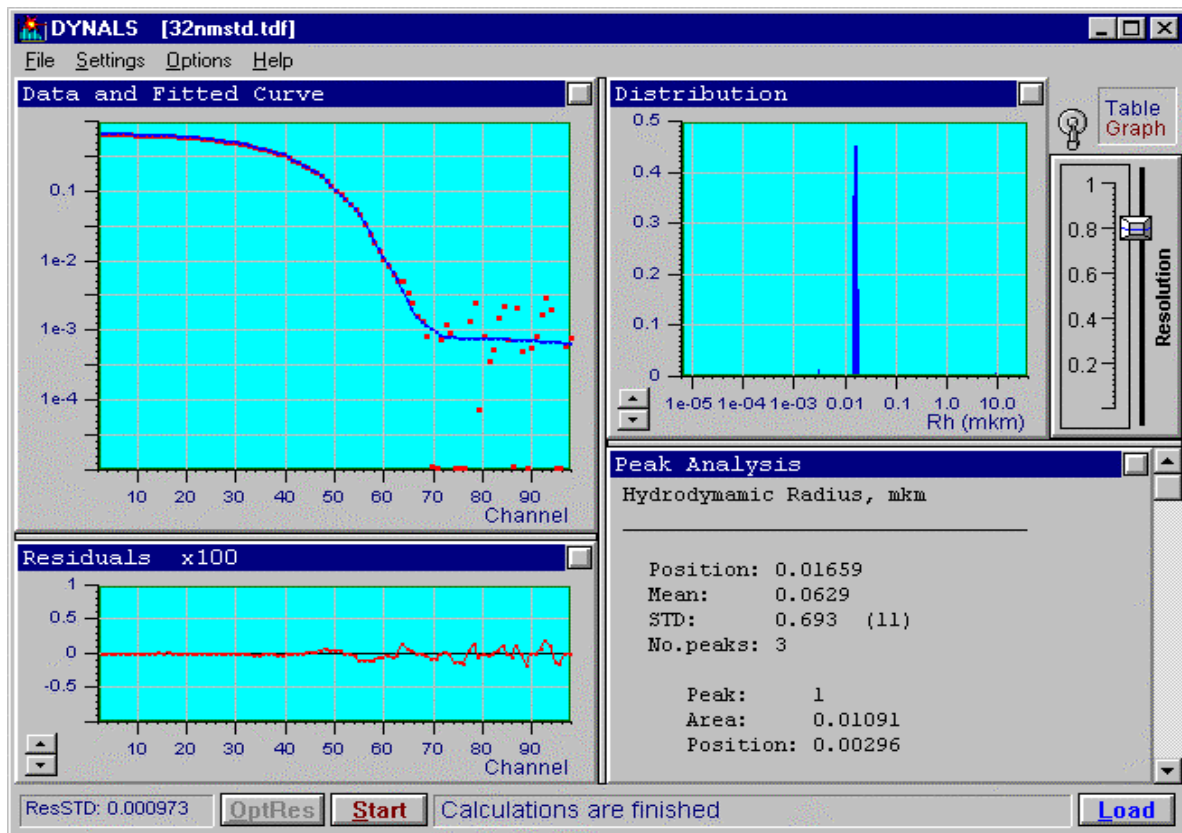 DYNALS [32nmstd.tdf]
File Settings Options Help
Data and Fitted Curve
0.1
1e-2
1e-3
1e-4
10 20 30 40 50 60 70 80 90
Channel
Residuals x100
1
0.5
0
-0.5
10 20 30 40 50 60 70 80 90
Channel
Distribution
0.5
0.4
0.3
0.2
0.1
0
1e-05 1e-04 1e-03 0.01 0.1 1.0 10.0
Rh (mkm)
Table
Graph
1
0.8
0.6
0.4
0.2
Resolution
Peak Analysis
Hydrodymamic Radius, mkm
Position: 0.01659
Mean: 0.0629
STD: 0.693 (11)
No.peaks: 3
Peak: 1
Area: 0.01091
Position: 0.00296
ResSTD: 0.000973
OptRes
Start
Calculations are finished
Load